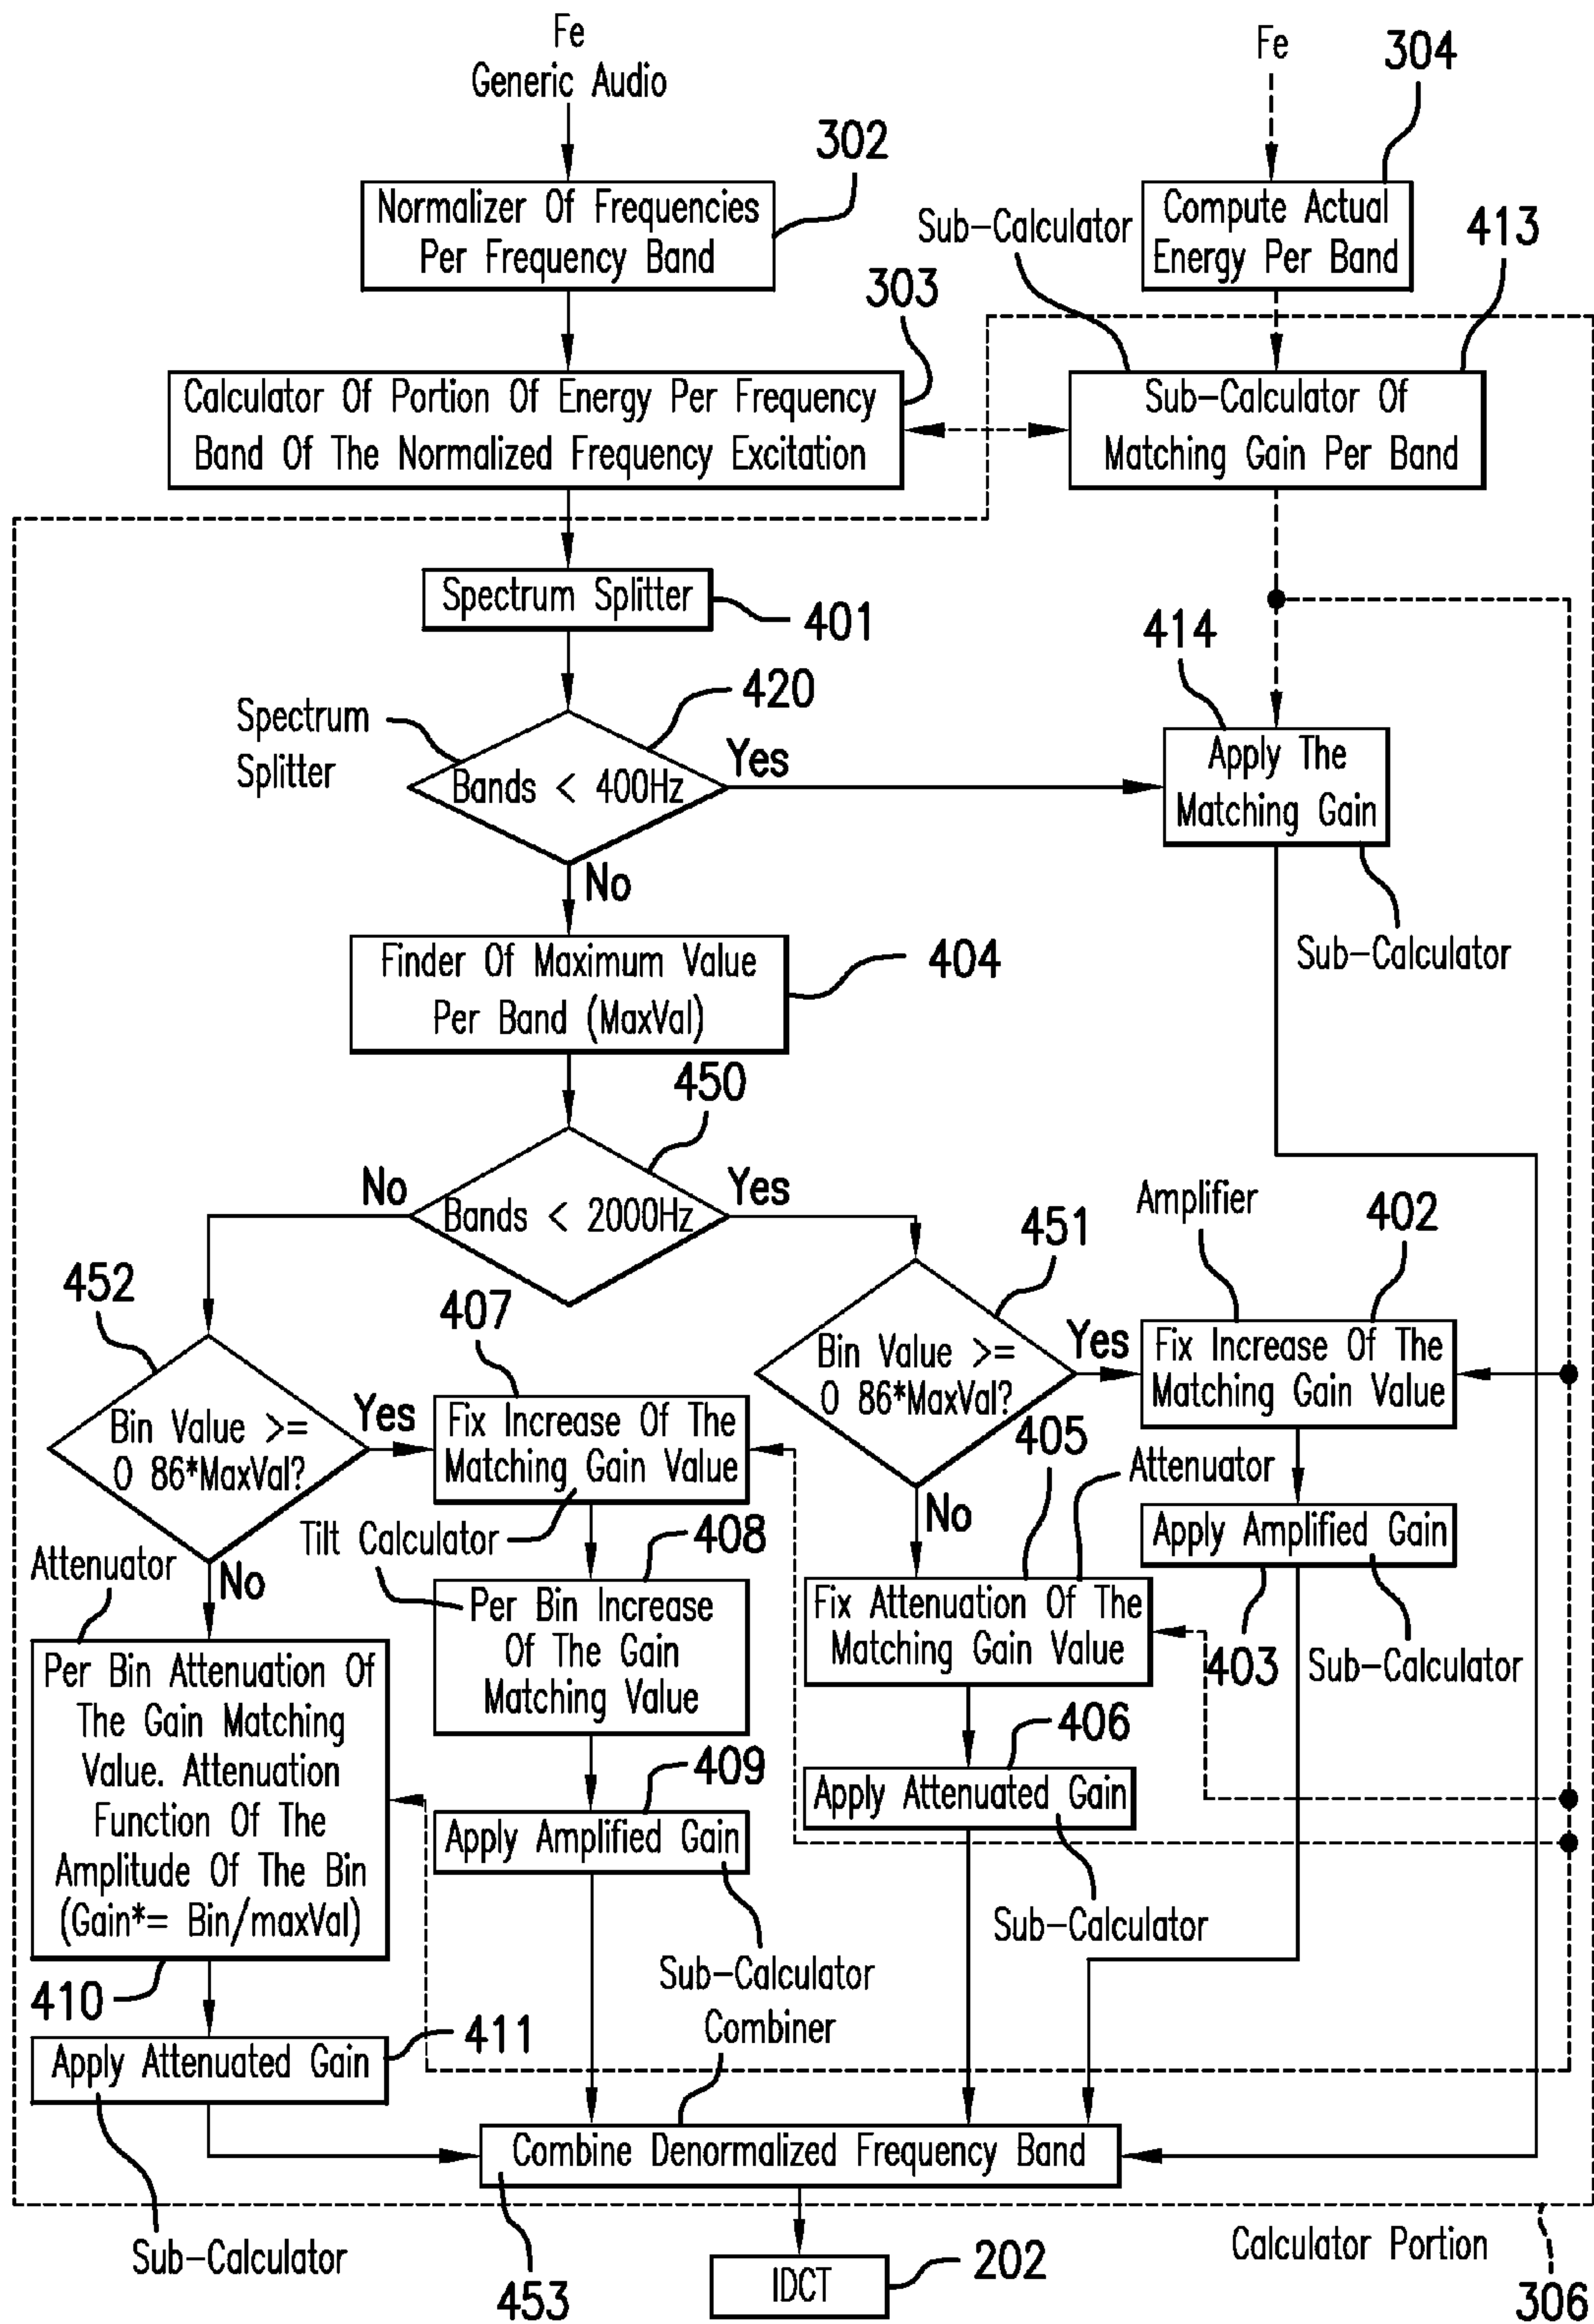 Fe
Generic Audio
Fe
304
302
Normalizer Of Frequencies
Per Frequency Band
Sub-Calculator
Compute Actual
Energy Per Band
413
303
Calculator Of Portion Of Energy Per Frequency
Band Of The Normalized Frequency Excitation
Sub-Calculator Of
Matching Gain Per Band
Spectrum Splitter
401
414
420
Spectrum
Splitter
Bands < 400Hz
Yes
Apply The
Matching Gain
No
Sub-Calculator
Finder Of Maximum Value
Per Band (MaxVal)
404
450
No
Bands < 2000Hz
Yes
Amplifier
402
451
452
407
Bin Value >=
0 86*MaxVal?
Yes
Fix Increase Of The
Matching Gain Value
Bin Value >=
0 86*MaxVal?
Yes
Fix Increase Of The
Matching Gain Value
405
Attenuator
No
Apply Amplified Gain
Tilt Calculator
408
Attenuator
No
Per Bin Increase
Of The Gain
Matching Value
Fix Attenuation Of The
Matching Gain Value
403
Sub-Calculator
Per Bin Attenuation Of
The Gain Matching
Value. Attenuation
Function Of The
Amplitude Of The Bin
(Gain*= Bin/maxVal)
406
409
Apply Attenuated Gain
Apply Amplified Gain
Sub-Calculator
Sub-Calculator
410
Combiner
411
Apply Attenuated Gain
Combine Denormalized Frequency Band
Sub-Calculator
Calculator Portion
453
IDCT
202
306